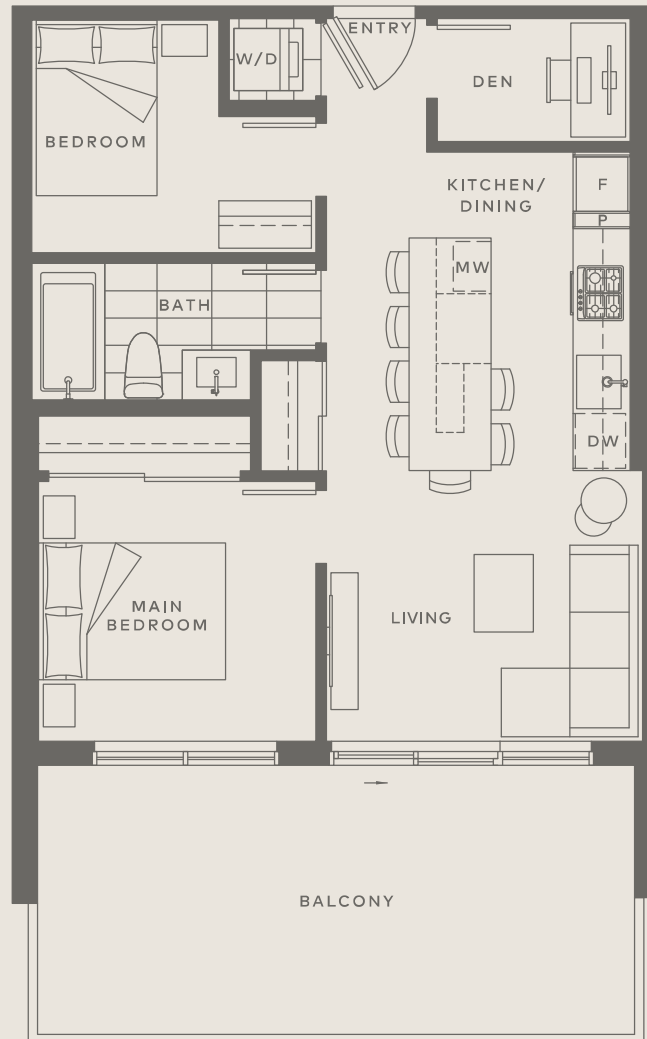 ENTRY
W/D
DEN
BEDROOM
KITCHEN/
DINING
F
P
MW
BATH
DW
MAIN
BEDROOM
LIVING
BALCONY